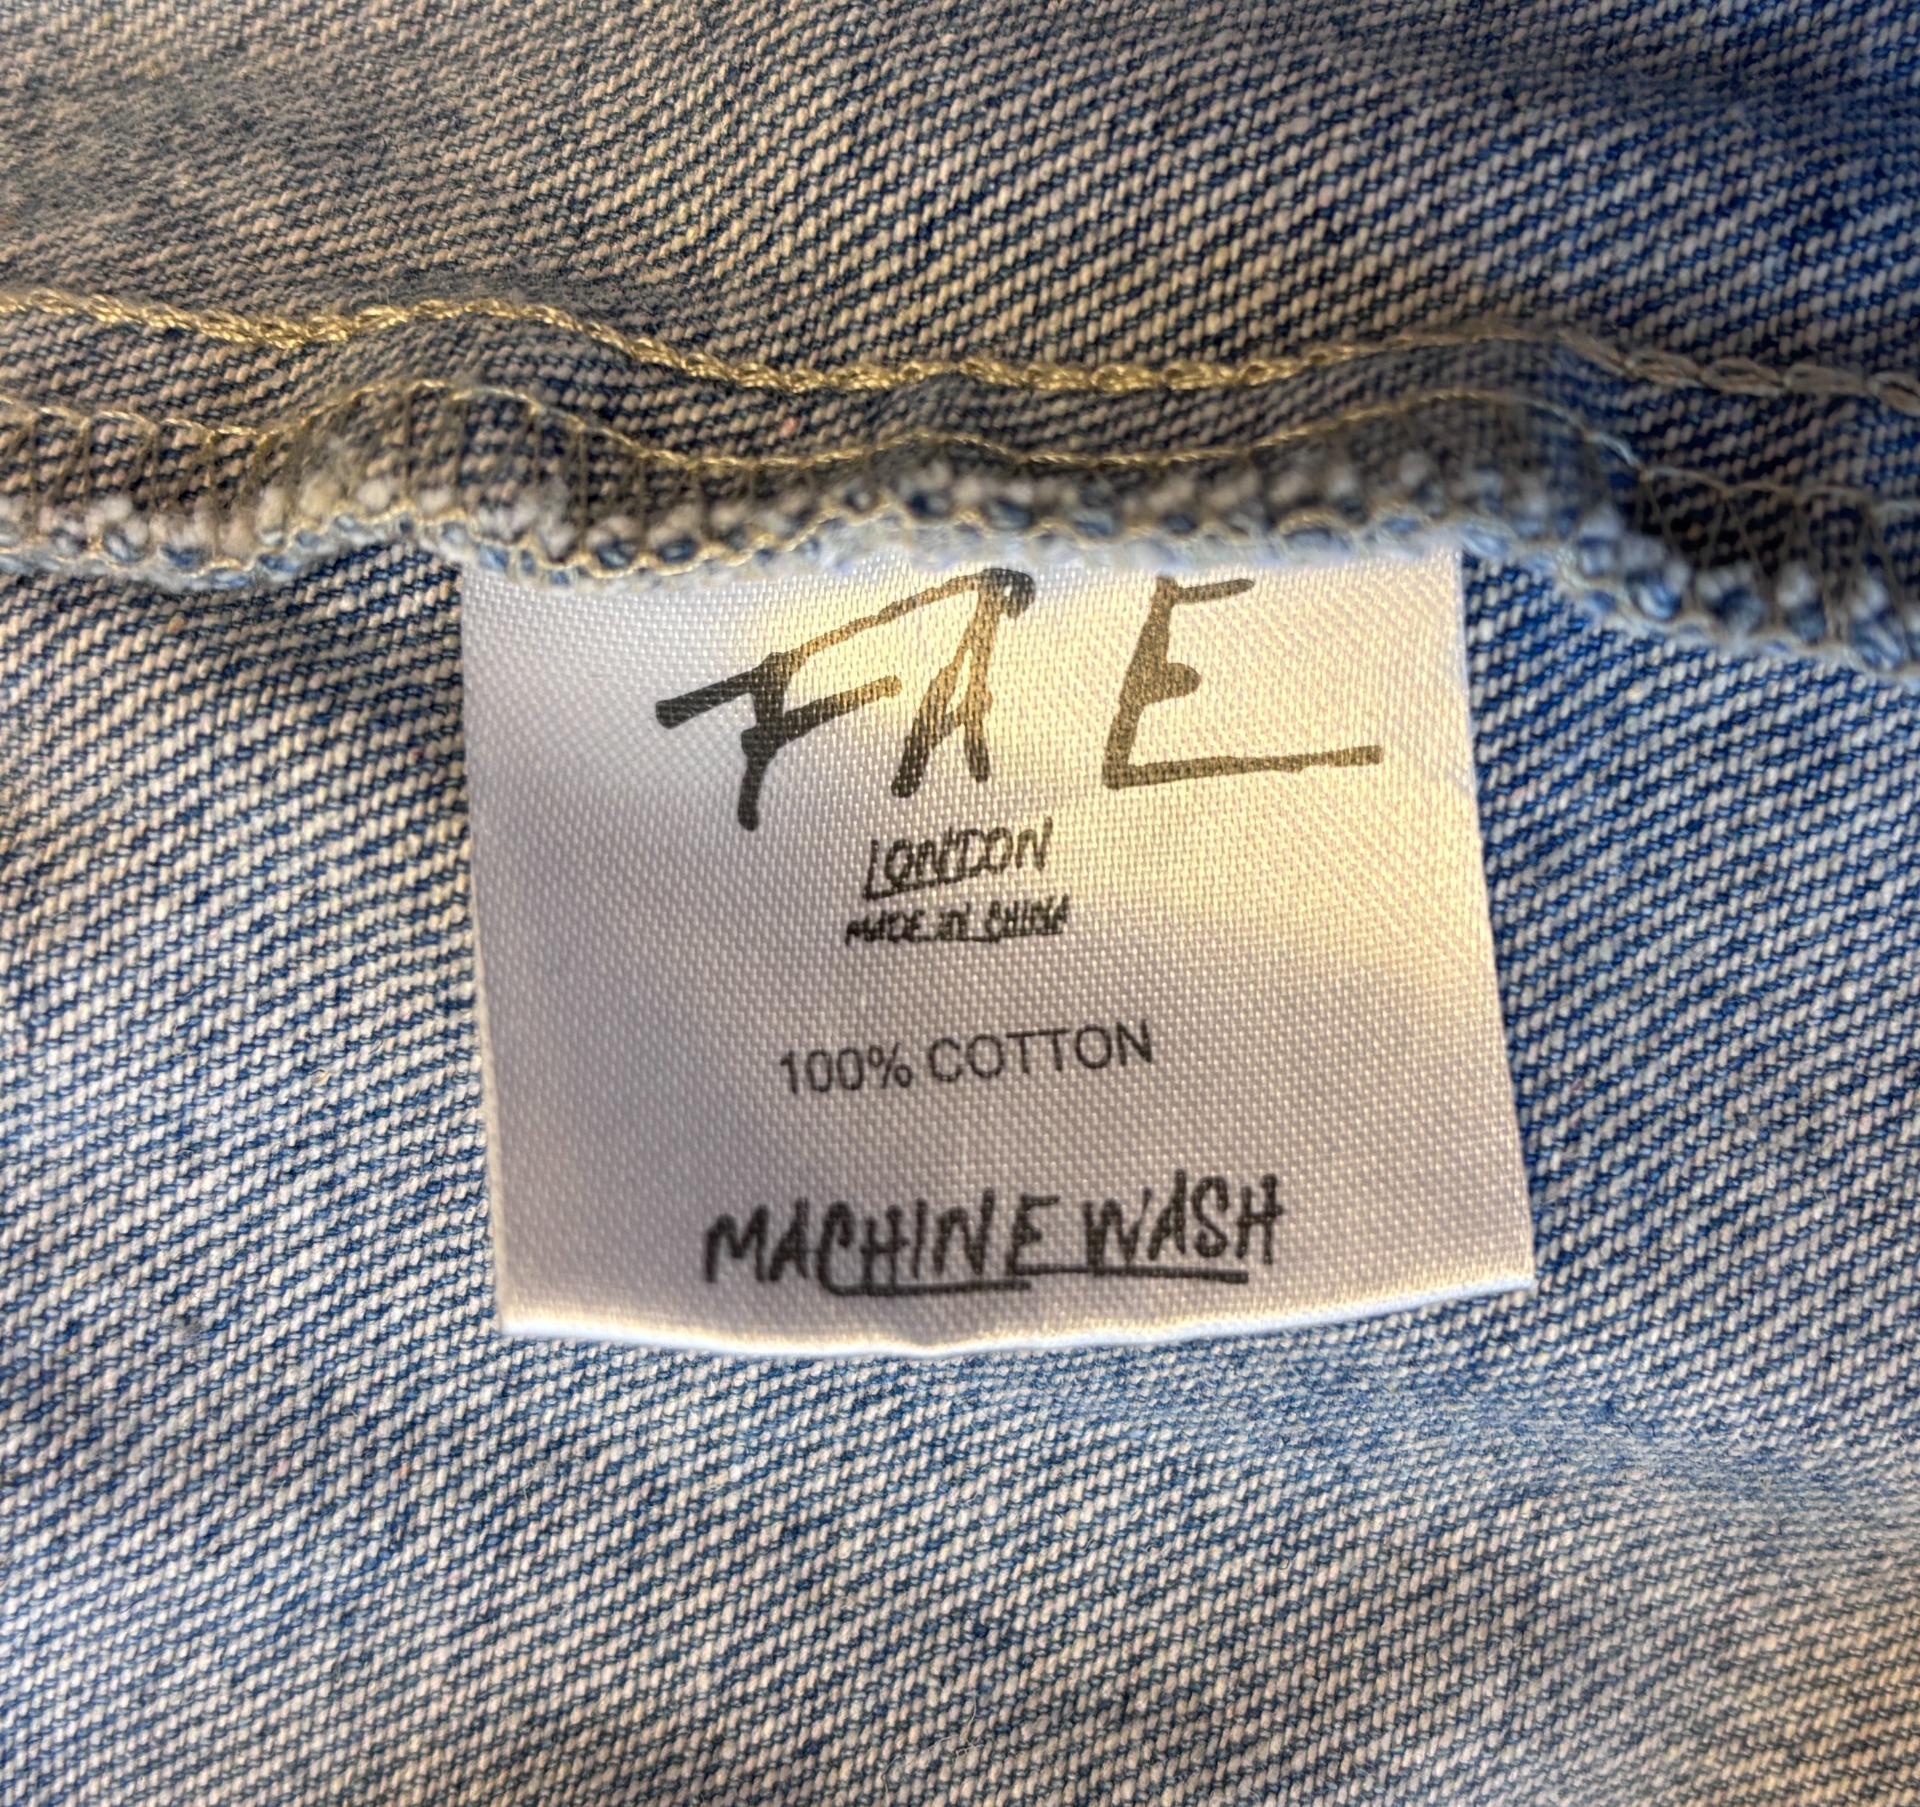 FAE
LONDON
MADE IN CHINA
100% COTTON
MACHINE WASH